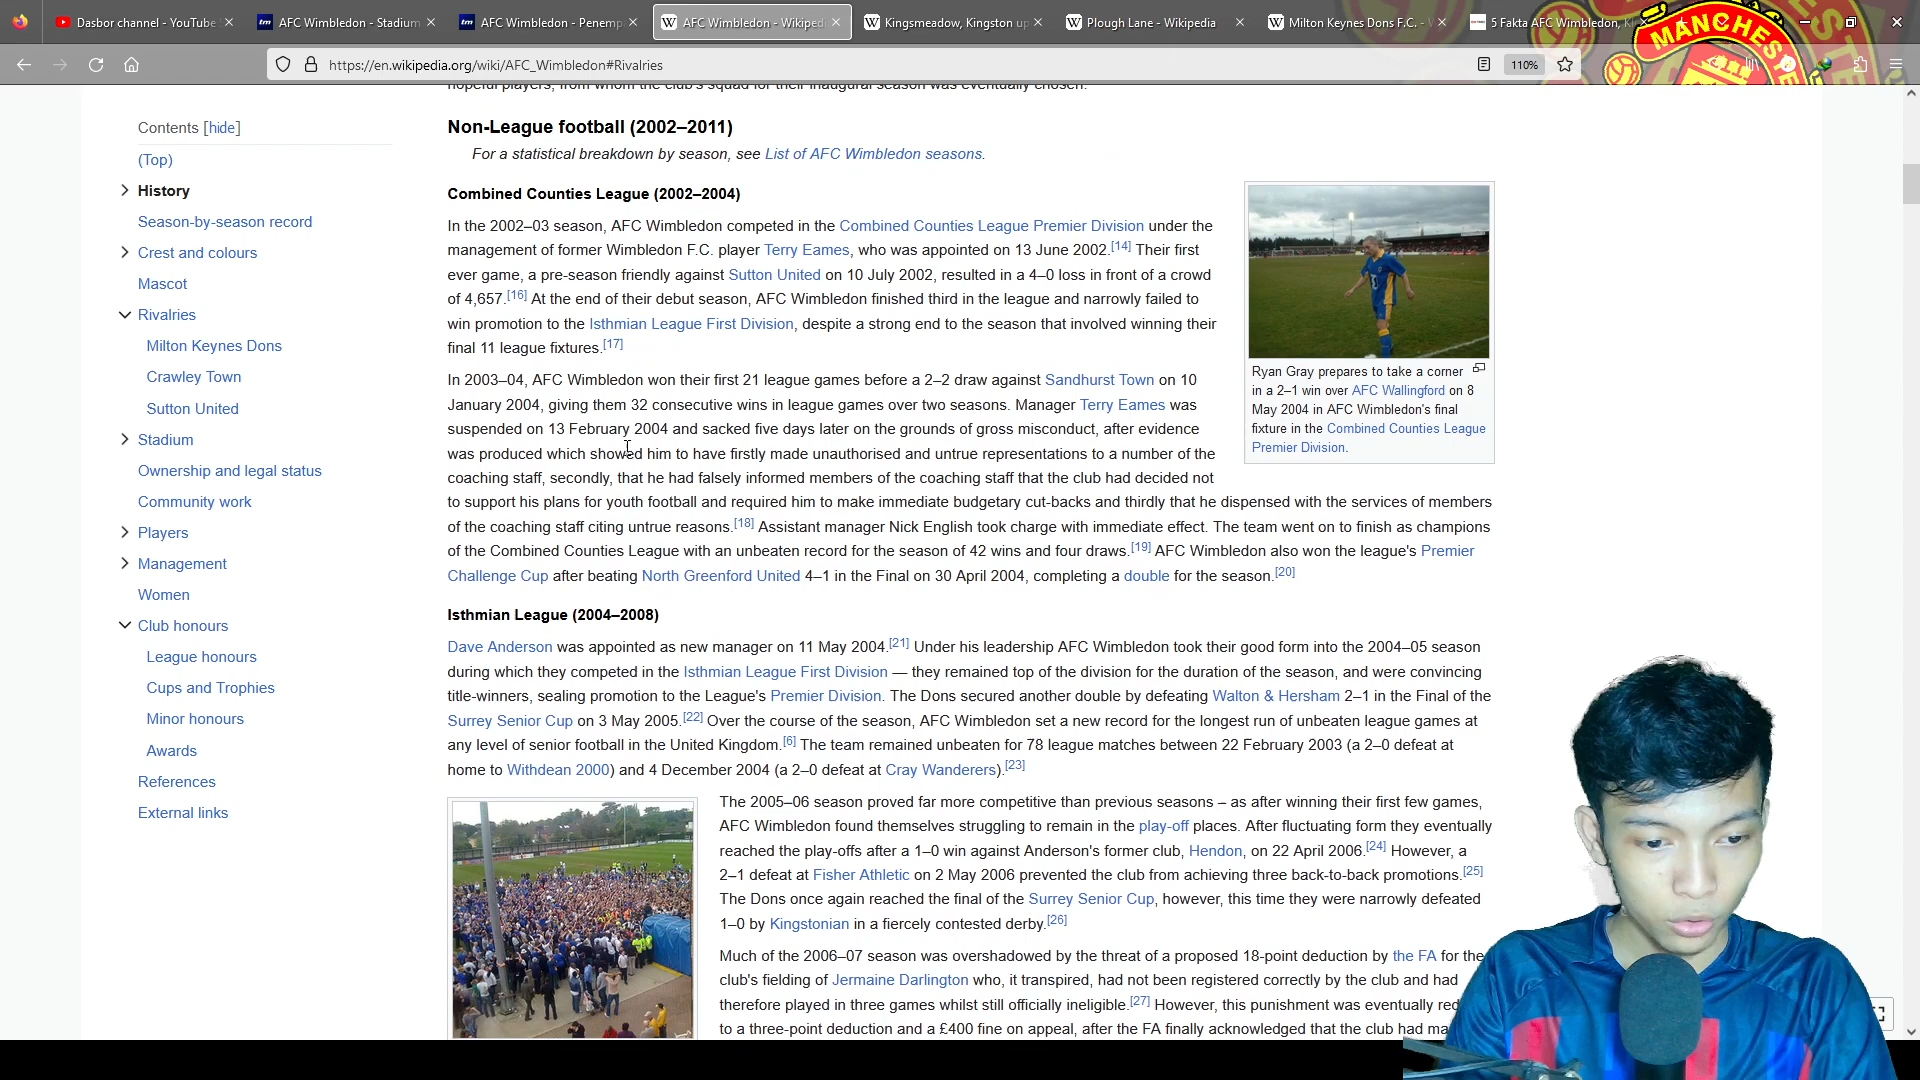 Dasbor channel - YouTube
AFC Wimbledon - Stadium
AFC Wimbledon - Penemp
AFC Wimbledon - Wikiped
Kingsmeadow, Kingston up
Plough Lane - Wikipedia
Milton Keynes Dons F.C. -
5 Fakta AFC Wimbledon,
MANCHESTE
https://en.wikipedia.org/wiki/AFC_Wimbledon#Rivalries
110%
hopeful players, from whom the club's squad for their inaugural season was eventually chosen.
Contents [hide]
(Top)
History
Season-by-season record
Crest and colours
Mascot
Rivalries
Milton Keynes Dons
Crawley Town
Sutton United
Stadium
Ownership and legal status
Community work
Players
Management
Women
Club honours
League honours
Cups and Trophies
Minor honours
Awards
References
External links
Non-League football (2002–2011)
For a statistical breakdown by season, see List of AFC Wimbledon seasons.
Combined Counties League (2002–2004)
In the 2002–03 season, AFC Wimbledon competed in the Combined Counties League Premier Division under the
management of former Wimbledon F.C. player Terry Eames, who was appointed on 13 June 2002.[14] Their first
ever game, a pre-season friendly against Sutton United on 10 July 2002, resulted in a 4–0 loss in front of a crowd
of 4,657.[16] At the end of their debut season, AFC Wimbledon finished third in the league and narrowly failed to
win promotion to the Isthmian League First Division, despite a strong end to the season that involved winning their
final 11 league fixtures.[17]
In 2003–04, AFC Wimbledon won their first 21 league games before a 2–2 draw against Sandhurst Town on 10
January 2004, giving them 32 consecutive wins in league games over two seasons. Manager Terry Eames was
suspended on 13 February 2004 and sacked five days later on the grounds of gross misconduct, after evidence
was produced which showed him to have firstly made unauthorised and untrue representations to a number of the
coaching staff, secondly, that he had falsely informed members of the coaching staff that the club had decided not
to support his plans for youth football and required him to make immediate budgetary cut-backs and thirdly that he dispensed with the services of members
of the coaching staff citing untrue reasons.[18] Assistant manager Nick English took charge with immediate effect. The team went on to finish as champions
of the Combined Counties League with an unbeaten record for the season of 42 wins and four draws.[19] AFC Wimbledon also won the league's Premier
Challenge Cup after beating North Greenford United 4–1 in the Final on 30 April 2004, completing a double for the season.[20]
Ryan Gray prepares to take a corner
in a 2–1 win over AFC Wallingford on 8
May 2004 in AFC Wimbledon's final
fixture in the Combined Counties League
Premier Division.
Isthmian League (2004–2008)
Dave Anderson was appointed as new manager on 11 May 2004.[21] Under his leadership AFC Wimbledon took their good form into the 2004–05 season
during which they competed in the Isthmian League First Division — they remained top of the division for the duration of the season, and were convincing
title-winners, sealing promotion to the League's Premier Division. The Dons secured another double by defeating Walton & Hersham 2–1 in the Final of the
Surrey Senior Cup on 3 May 2005.[22] Over the course of the season, AFC Wimbledon set a new record for the longest run of unbeaten league games at
any level of senior football in the United Kingdom.[6] The team remained unbeaten for 78 league matches between 22 February 2003 (a 2–0 defeat at
home to Withdean 2000) and 4 December 2004 (a 2–0 defeat at Cray Wanderers).[23]
The 2005–06 season proved far more competitive than previous seasons – as after winning their first few games,
AFC Wimbledon found themselves struggling to remain in the play-off places. After fluctuating form they eventually
reached the play-offs after a 1–0 win against Anderson's former club, Hendon, on 22 April 2006.[24] However, a
2–1 defeat at Fisher Athletic on 2 May 2006 prevented the club from achieving three back-to-back promotions.[25]
The Dons once again reached the final of the Surrey Senior Cup, however, this time they were narrowly defeated
1–0 by Kingstonian in a fiercely contested derby.[26]
Much of the 2006–07 season was overshadowed by the threat of a proposed 18-point deduction by the FA for the
club's fielding of Jermaine Darlington who, it transpired, had not been registered correctly by the club and had
therefore played in three games whilst still officially ineligible.[27] However, this punishment was eventually red
to a three-point deduction and a £400 fine on appeal, after the FA finally acknowledged that the club had ma